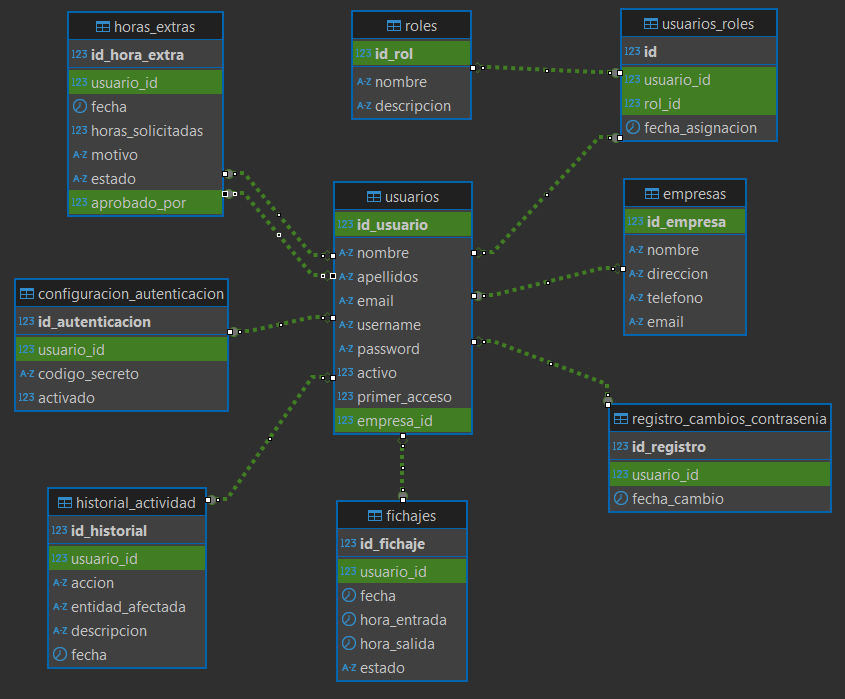 horas_extras
123 id_hora_extra
123 usuario_id
fecha
123 horas_solicitadas
A-Z motivo
A-Z estado
123 aprobado_por
roles
123 id_rol
A-Z nombre
A-Z descripcion
usuarios_roles
123 id
123 usuario_id
123 rol_id
fecha_asignacion
usuarios
123 id_usuario
A-Z nombre
A-Z apellidos
A-Z email
A-Z username
A-Z password
123 activo
123 primer_acceso
123 empresa_id
empresas
123 id_empresa
A-Z nombre
A-Z direccion
A-Z telefono
A-Z email
configuracion_autenticacion
123 id_autenticacion
123 usuario_id
A-Z codigo_secreto
123 activado
registro_cambios_contrasenia
123 id_registro
123 usuario_id
fecha_cambio
historial_actividad
123 id_historial
123 usuario_id
A-Z accion
A-Z entidad_afectada
A-Z descripcion
fecha
fichajes
123 id_fichaje
123 usuario_id
fecha
hora_entrada
hora_salida
A-Z estado